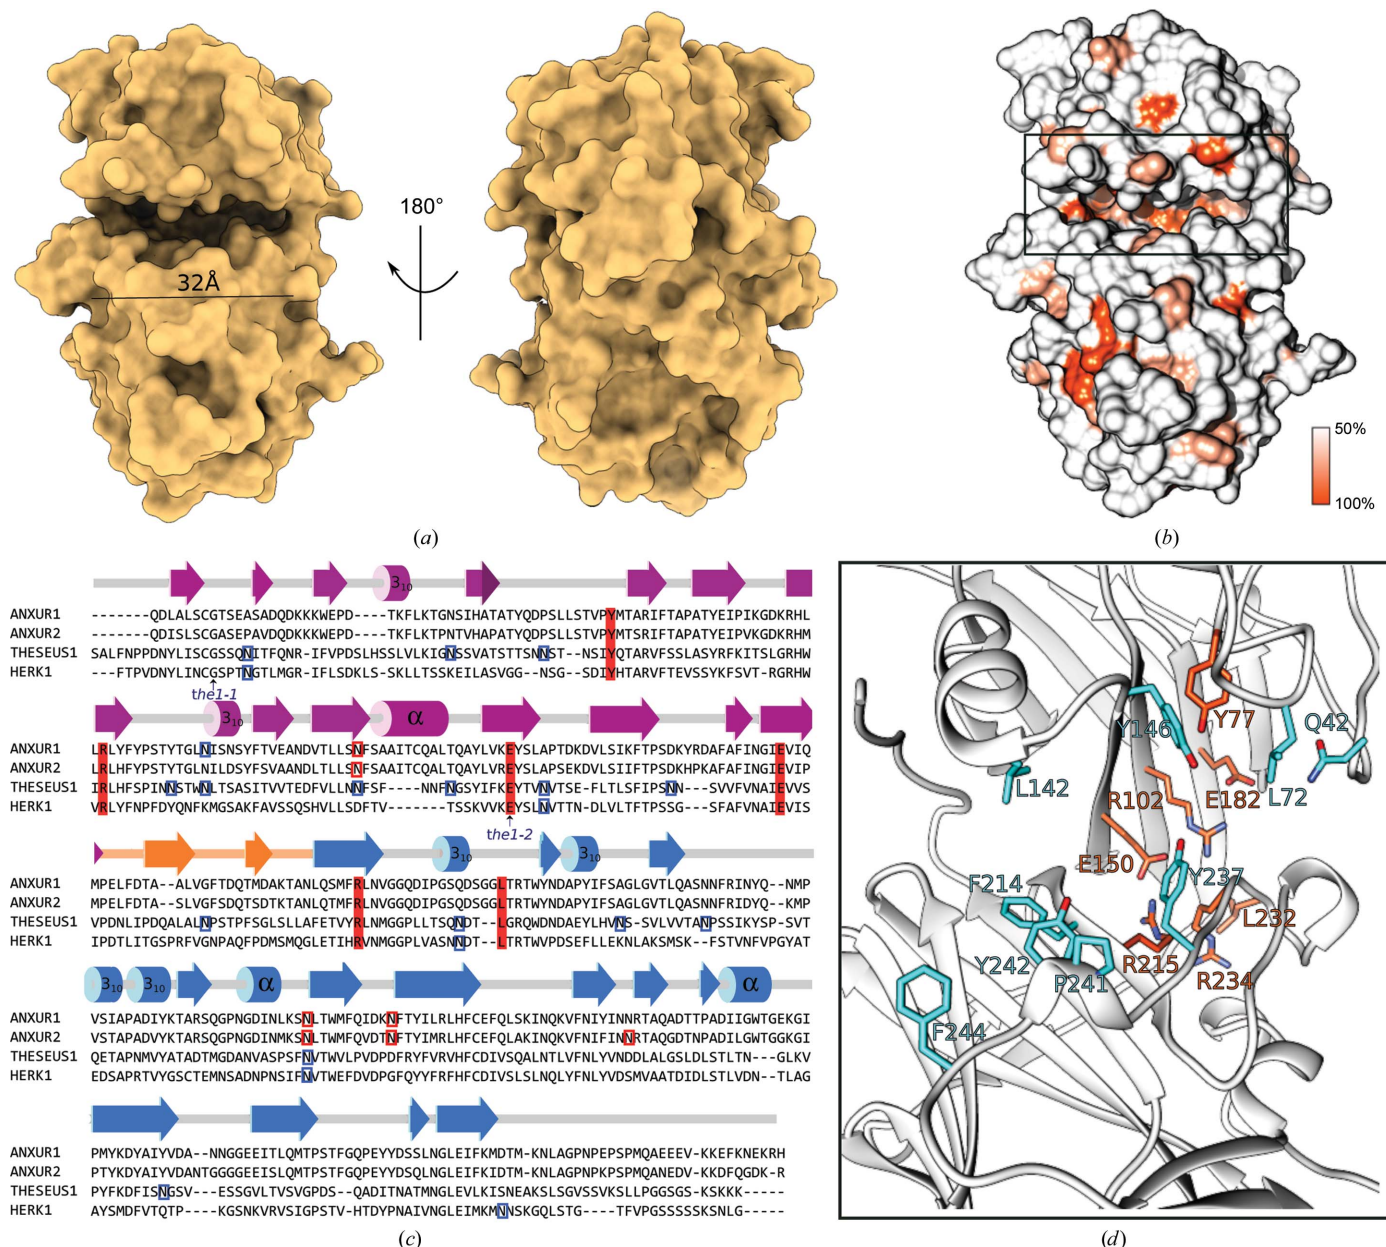 180°
32Å
50%
100%
(a)
(b)
3₁₀
ANXUR1 -------QDLALSCGTSEASADQDKKKWEPD----TKFLKTGNSIHATATYQDPSLLSTVPYMTARIFTAPATYEIPIKGDKRHL
ANXUR2 -------QDISLSCGASEPAVDQDKKKWEPD----TKFLKTPNTVHAPATYQDPSLLSTVPYMTSRIFTAPATYEIPVKGDKRHM
THESEUS1 SALFNPPDNYLISCGSSQNITFQNR-IFVPDSLHSSLVLKIGNSSVATSTTSNNST--NSIYQTARVFSSLASYRFKITSLGRHW
HERK1 ---FTPVDNYLINCGSPTNGTLMGR-IFLSDKLS-SKLLTSSKEILASVGG--NSG--SDIYHTARVFTEVSSYKFSVT-RGRHW
the1-1
3₁₀
α
ANXUR1 LRLYFYPSTYTGLNISNSYFTVEANDVTLLSNFSAAITCQALTQAYLVKEYSLAPTDKDVLSIKFTPSDKYRDAFAFINGIEVIQ
ANXUR2 LRLHFYPSTYTGLNILDSYFSVAANDLTLLSNFSAAITCQALTQAYLVREYSLAPSEKDVLSIIFTPSDKHPKAFAFINGIEVIP
THESEUS1 IRLHFSPINNSTWNLTSASITVVTEDFVLLNNFSF----NNFNGSYIFKEYTVNVTSE-FLTLSFIPSNN----SVVFVNAIEVVS
HERK1 VRLYFNPFDYQNFKMGSAKFAVSSQSHVLLSDFTV-------TSSKVVKEYSLNVTTN-DLVLTFTPSSG---SFAFVNAIEVIS
the1-2
3₁₀
3₁₀
ANXUR1 MPELFDTA--ALVGFTDQTMDAKTANLQSMFRLNVGGQDIPGSQDSGGLTRTWYNDAPYIFSAGLGVTLQASNNFRINYQ--NMP
ANXUR2 MPELFDTA--SLVGFSDQTSDTKTANLQTMFRLNVGGQDIPGSQDSGGLTRTWYNDAPYIFSAGLGVTLQASNNFRIDYQ--KMP
THESEUS1 VPDNLIPDQALALNPSTPFSGLSLLAFETVYRLNMGGPLLTSQNDT--LGRQWDNDAEYLHVNSS-VLVVTANPSSIKYSP-SVT
HERK1 IPDTLITGSPRFVGNPAQFPDMSMQGLETIHRVNMGGPLVASNNDT--LTRTWVPDSEFLLEKNLAKSMSK--FSTVNFVPGYAT
3₁₀
3₁₀
α
α
ANXUR1 VSIAPADIYKTARSQGPNGDINLKSNLTWMFQIDKNFTYILRLHFCEFQLSKINQKVFNIYINNRTAQADTTPADIIGWTGEKGI
ANXUR2 VSTAPADVYKTARSQGPNGDINMKSNLTWMFQVDTNFTYIMRLHFCEFQLAKINQKVFNIFINNRTAQGDTNPADILGWTGGKGI
THESEUS1 QETAPNMVYATADTMGDANVASPSFNVTWVLPVDPDFRYFVRVHFCDIVSQALNTLVFNLYVNDDLALGSLDLSTLTN---GLKV
HERK1 EDSAPRTVYGSCTEMNSADNPNSIFNVTWEFDVDPGFQYYFRFHFCDIVSLSLNQLYFNLYVDSMVAATDIDLSTLVDN--TLAG
ANXUR1 PMYKDYAIYVDA--NNGGEEITLQMTPSTFGQPEYYDSSLNGLEIFKMDTM-KNLAGPNPEPSPMQAEEEV-KKEFKNEKRH
ANXUR2 PTYKDYAIYVDANTGGGGEEISLQMTPSTFGQPEYYDSQLNGLEIFKIDTM-KNLAGPNPKPSPMQANEDV-KKDFQGDK-R
THESEUS1 PYFKDFISNGSV---ESSGVLTVSVGPDS--QADITNATMNGLEVLKISNEAKSLSGVSSVKSLLPGGSGS-KSKKK-----
HERK1 AYSMDFVTQTP----KGSNKVRVSIGPSTV-HTDYPNAIVNGLEIMKMNNSKGQLSTG----TFVPGSSSSSKSNLG-----
(c)
Y146
Y77
Q42
L142
R102
E182
L72
E150
F214
Y237
L232
Y242
P241
R215
R234
F244
(d)